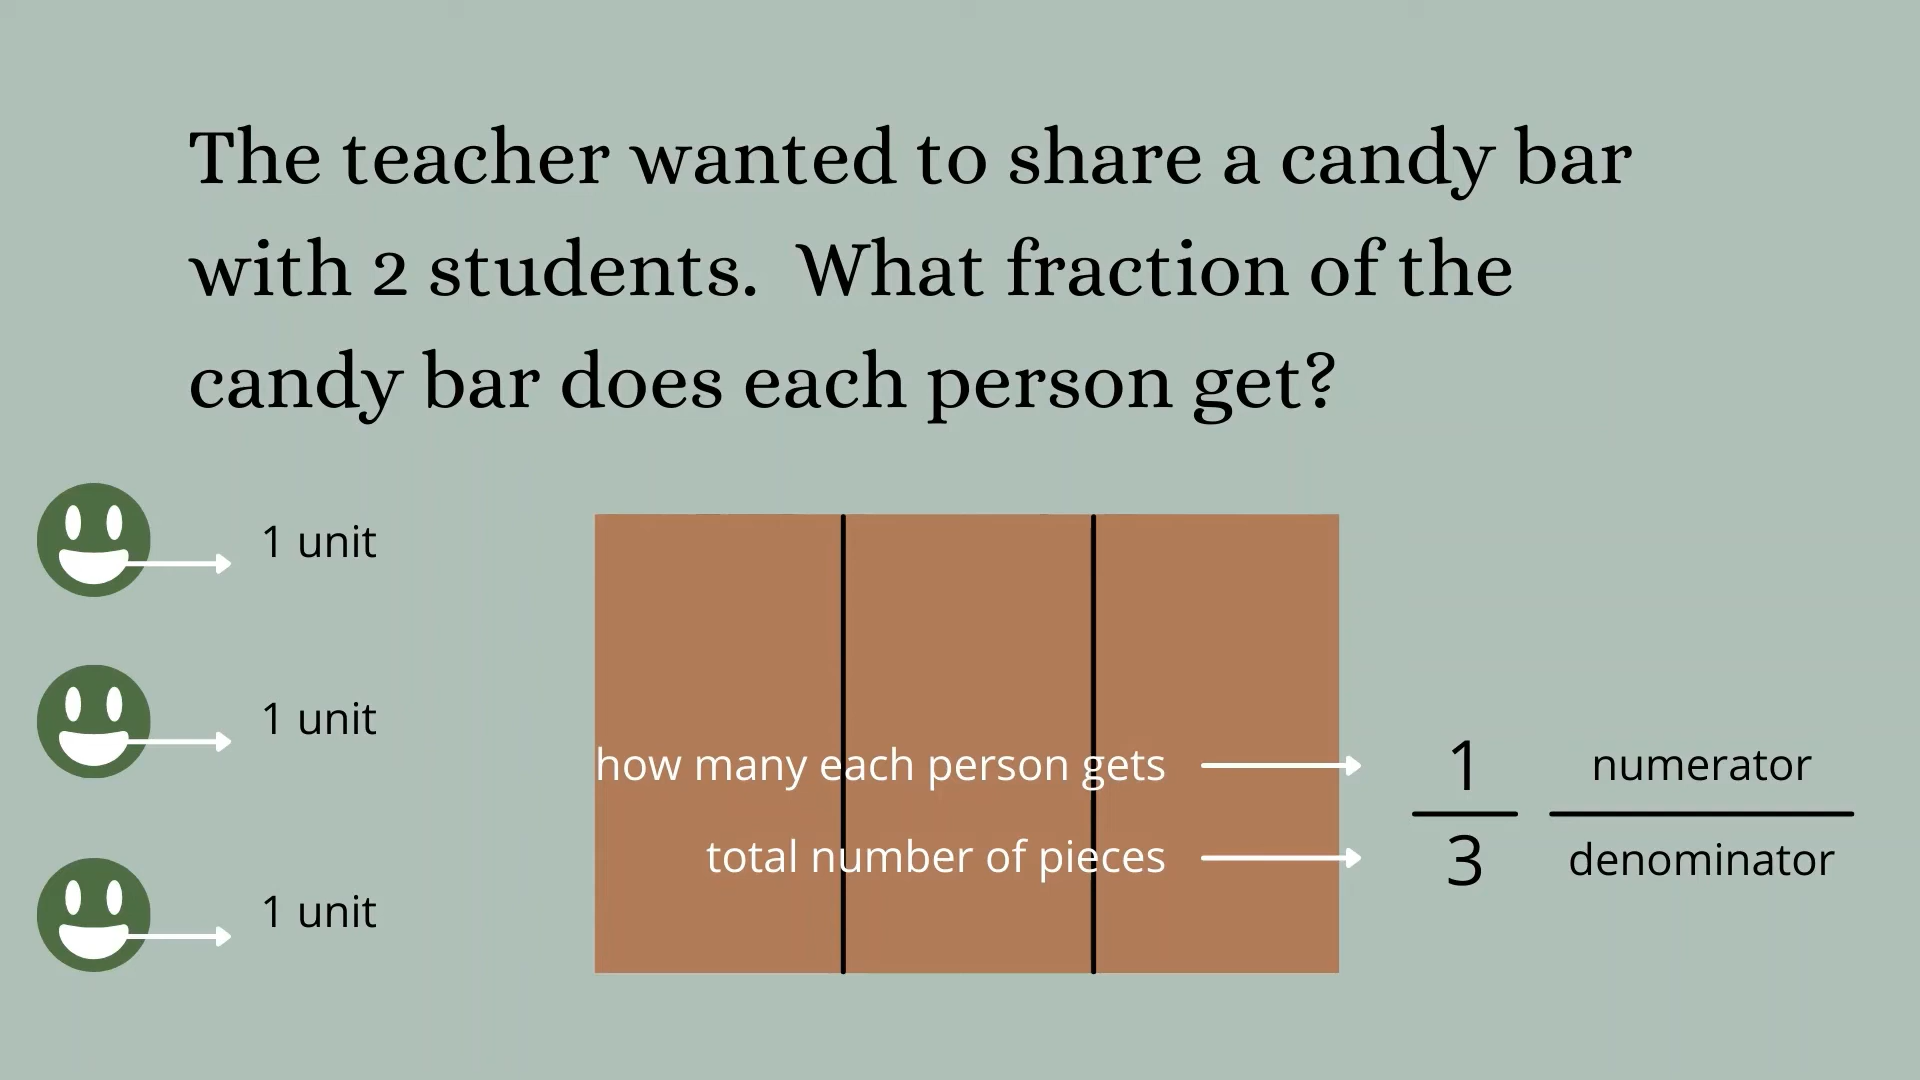 The teacher wanted to share a candy bar
with 2 students. What fraction of the
candy bar does each person get?
1 unit
1 unit
1 unit
how many each person gets
total number of pieces
1
3
numerator
denominator